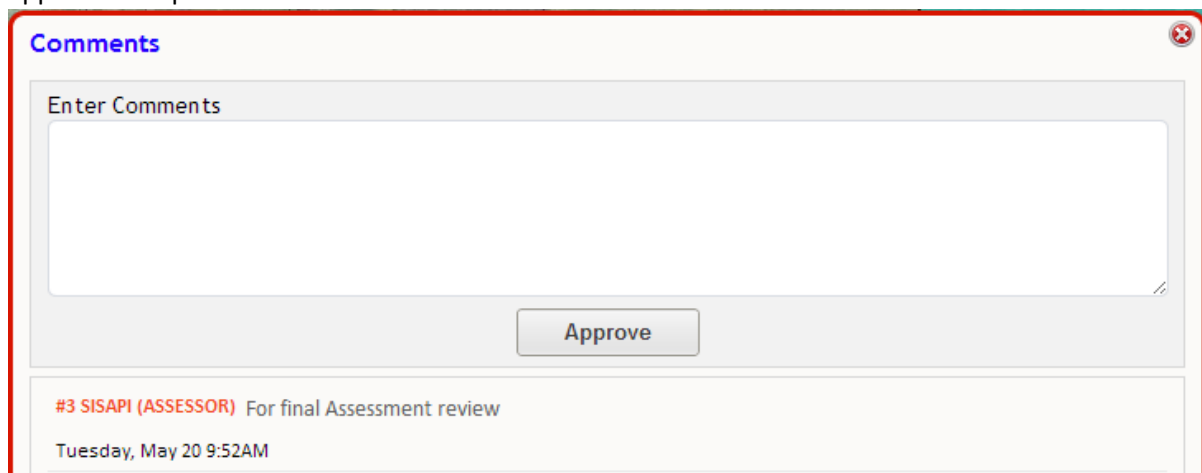 Comments
Enter Comments
Approve
#3 SISAPI (ASSESSOR) For final Assessment review
Tuesday, May 20 9:52AM